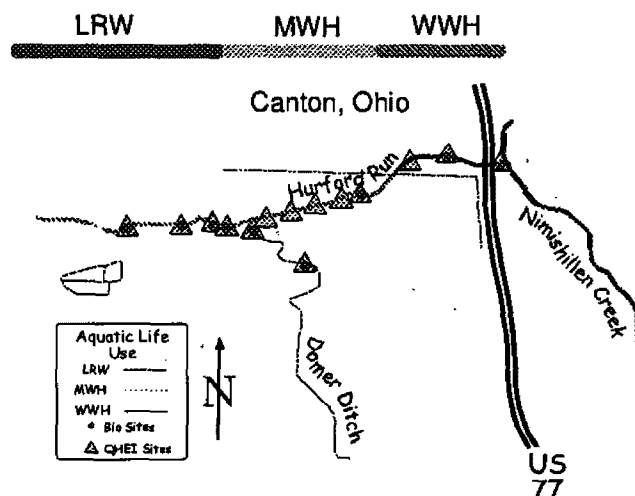 LRW MWH WWH
Canton, Ohio
Hurford Run
Nimishillen Creek
Domer Ditch
Aquatic Life
Use
LRW
MWH
WWH
Bio Sites
QHEI Sites
N
US
77